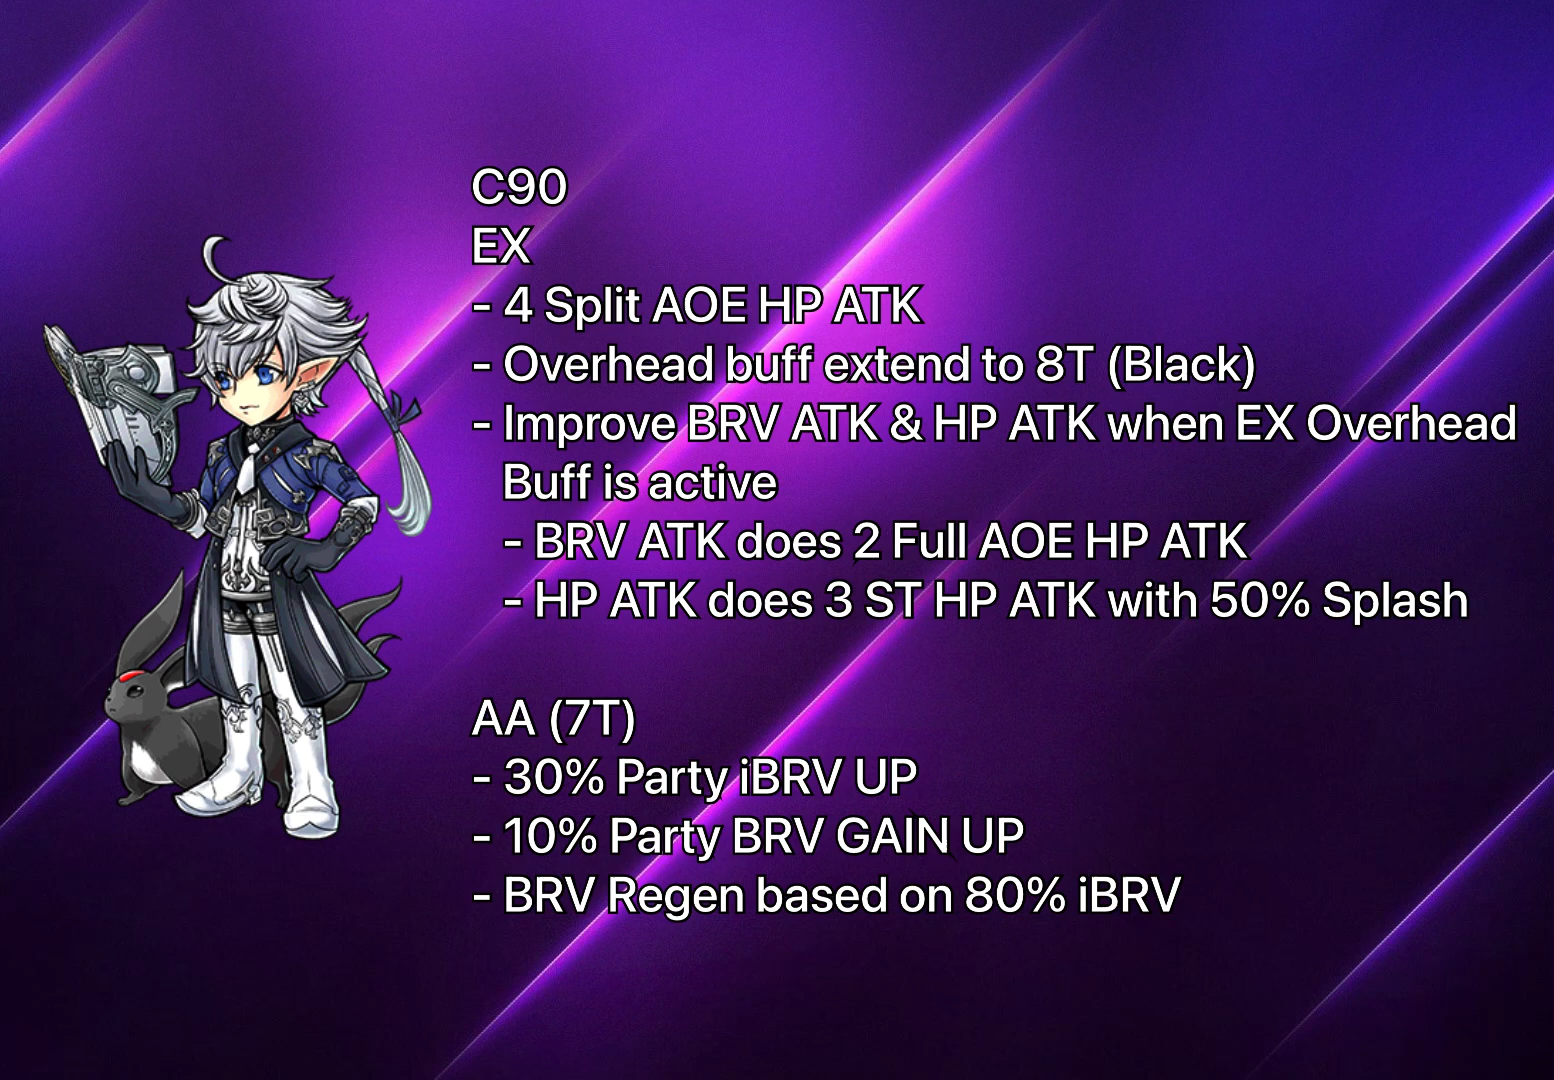 C90
EX
- 4 Split AOE HP ATK
- Overhead buff extend to 8T (Black)
- Improve BRV ATK & HP ATK when EX Overhead
Buff is active
- BRV ATK does 2 Full AOE HP ATK
- HP ATK does 3 ST HP ATK with 50% Splash
AA (7T)
- 30% Party iBRV UP
- 10% Party BRV GAIN UP
- BRV Regen based on 80% iBRV